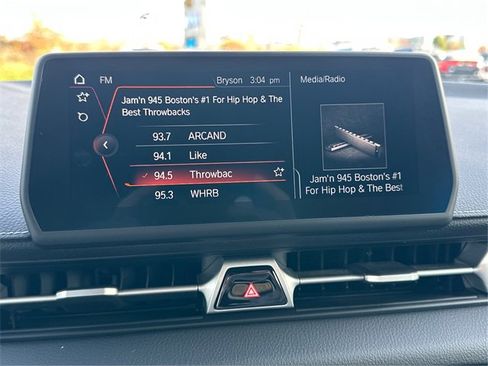 FM
Bryson 3:04 pm
Media/Radio
Jam'n 945 Boston's #1 For Hip Hop & The
Best Throwbacks
93.7 ARCAND
94.1 Like
94.5 Throwbac
95.3 WHRB
Jam'n 945 Boston's #1
For Hip Hop & The Best